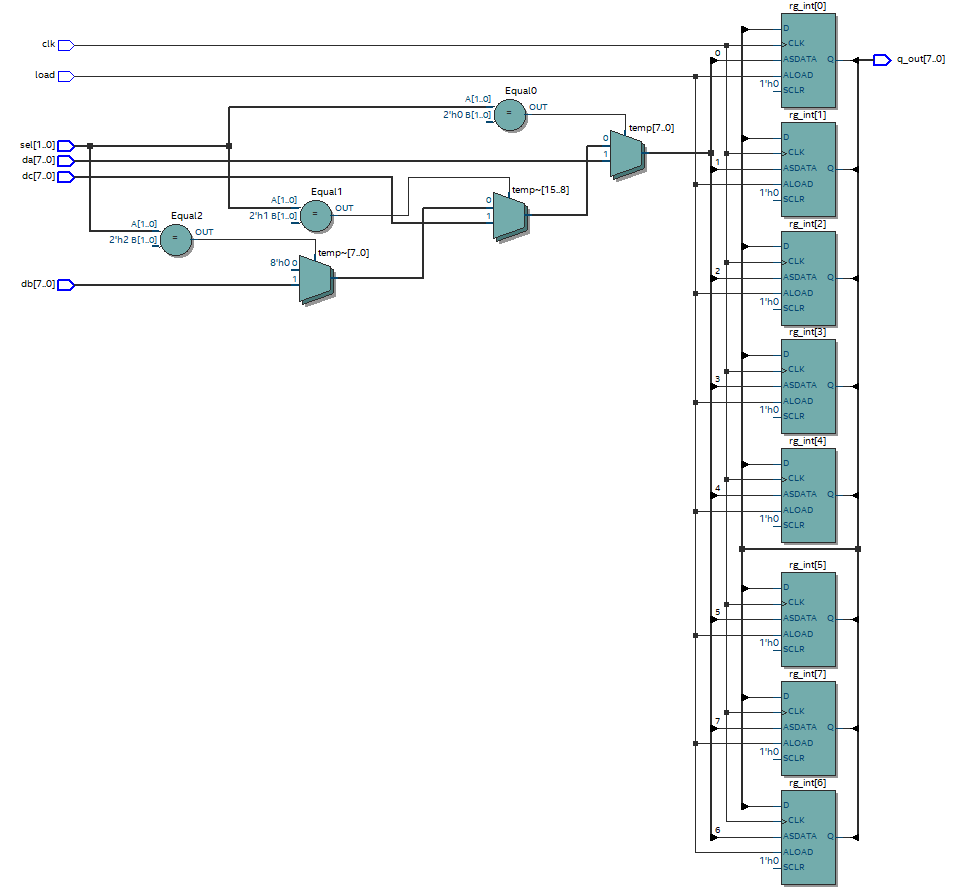 clk
load
sel[1..0]
da[7..0]
dc[7..0]
db[7..0]
Equal0
A[1..0]
2'h0 B[1..0]
=
OUT
Equal1
A[1..0]
2'h1 B[1..0]
=
OUT
Equal2
A[1..0]
2'h2 B[1..0]
=
OUT
temp[7..0]
0
1
temp~[15..8]
0
1
temp~[7..0]
8'h0 0
1
rg_int[0]
D
CLK
0
ASDATA Q
ALOAD
1'h0
SCLR
q_out[7..0]
rg_int[1]
D
CLK
1
ASDATA Q
ALOAD
1'h0
SCLR
rg_int[2]
D
CLK
2
ASDATA Q
ALOAD
1'h0
SCLR
rg_int[3]
D
CLK
3
ASDATA Q
ALOAD
1'h0
SCLR
rg_int[4]
D
CLK
4
ASDATA Q
ALOAD
1'h0
SCLR
rg_int[5]
D
CLK
5
ASDATA Q
ALOAD
1'h0
SCLR
rg_int[7]
D
CLK
7
ASDATA Q
ALOAD
1'h0
SCLR
rg_int[6]
D
CLK
6
ASDATA Q
ALOAD
1'h0
SCLR